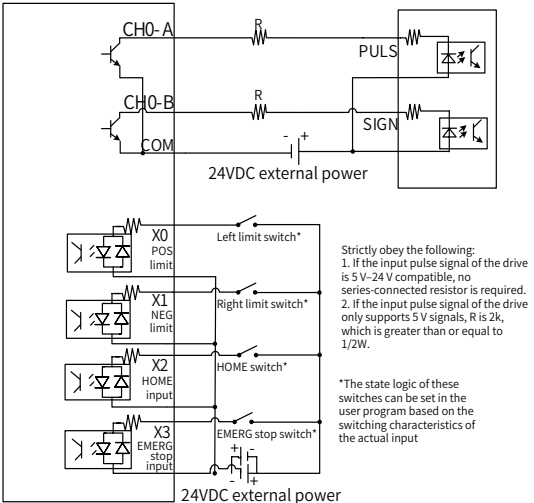 CH0-A
R
PULS
CH0-B
R
SIGN
COM
- +
24VDC external power
X0
POS
limit
Left limit switch*
X1
NEG
limit
Right limit switch*
X2
HOME
input
HOME switch*
X3
EMERG
stop
input
EMERG stop switch*
+ -
- +
24VDC external power
Strictly obey the following:
1. If the input pulse signal of the drive
is 5 V–24 V compatible, no
series-connected resistor is required.
2. If the input pulse signal of the drive
only supports 5 V signals, R is 2k,
which is greater than or equal to
1/2W.
*The state logic of these
switches can be set in the
user program based on the
switching characteristics of
the actual input